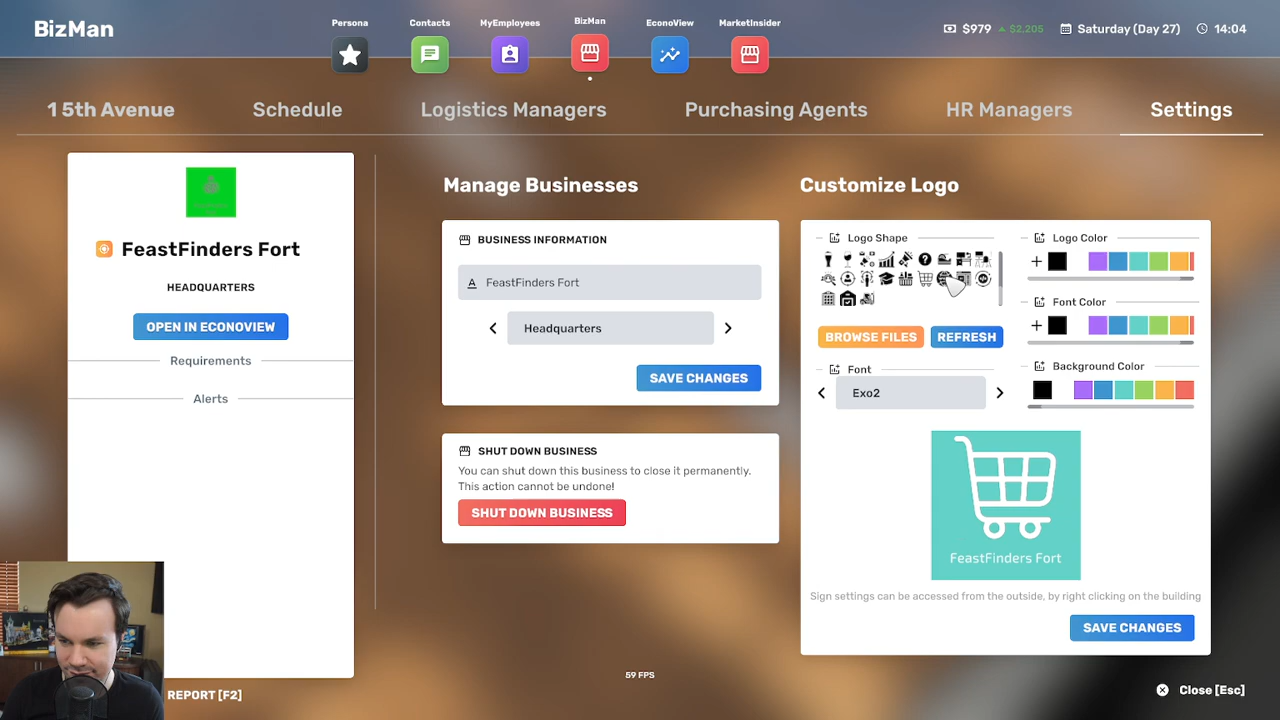 BizMan
Persona
Contacts
MyEmployees
BizMan
EconoView
MarketInsider
$979 $2,205 Saturday (Day 27) 14:04
1 5th Avenue
Schedule
Logistics Managers
Purchasing Agents
HR Managers
Settings
FeastFinders Fort
HEADQUARTERS
OPEN IN ECONOVIEW
Requirements
Alerts
Manage Businesses
BUSINESS INFORMATION
A FeastFinders Fort
Headquarters
SAVE CHANGES
SHUT DOWN BUSINESS
You can shut down this business to close it permanently.
This action cannot be undone!
SHUT DOWN BUSINESS
Customize Logo
Logo Shape
BROWSE FILES REFRESH
Font
Exo2
Logo Color
Font Color
Background Color
FeastFinders Fort
Sign settings can be accessed from the outside, by right clicking on the building
SAVE CHANGES
REPORT [F2]
59 FPS
Close [Esc]